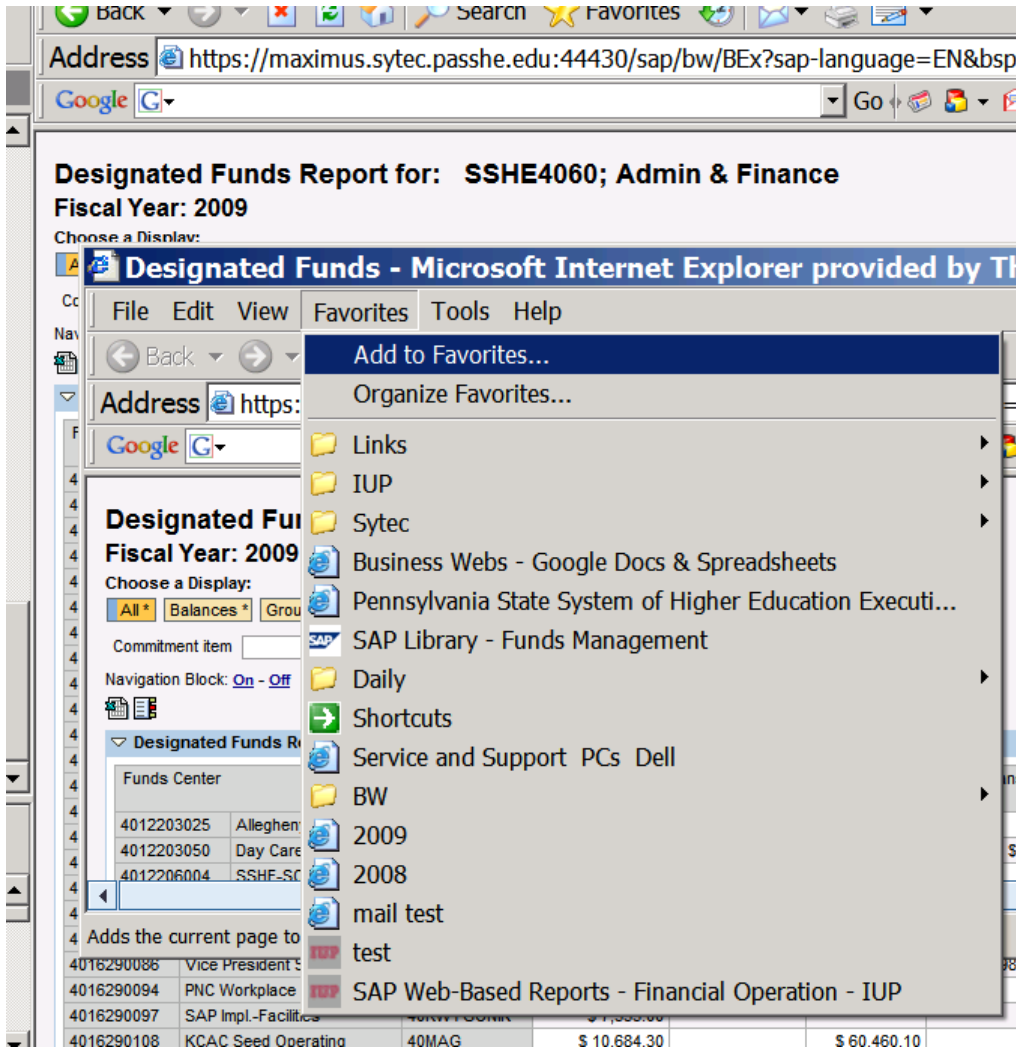 Back Search Favorites
Address https://maximus.sytec.passhe.edu:44430/sap/bw/BEx?sap-language=EN&bsp
Google G Go
Designated Funds Report for: SSHE4060; Admin & Finance
Fiscal Year: 2009
Choose a Display:
Designated Funds - Microsoft Internet Explorer provided by
File Edit View Favorites Tools Help
Back
Address https:
Google G
Add to Favorites...
Organize Favorites...
Links
IUP
Sytec
Business Webs - Google Docs & Spreadsheets
Pennsylvania State System of Higher Education Executi...
SAP SAP Library - Funds Management
Daily
Shortcuts
Service and Support PCs Dell
BW
2009
2008
mail test
IUP test
IUP SAP Web-Based Reports - Financial Operation - IUP
Designated Fu
Fiscal Year: 2009
Choose a Display:
All * Balances * Grou
Commitment item
Navigation Block: On - Off
Designated Funds R
Funds Center
4012203025 Allegheny
4012203050 Day Care $
4012206004
Adds the current page to
4016290086 Vice President
4016290094 PNC Workplace
4016290097 SAP Impl.-Facilities
4016290108 KCAC Seed Operating 40MAG $ 10,684.30 $ 60,460.10